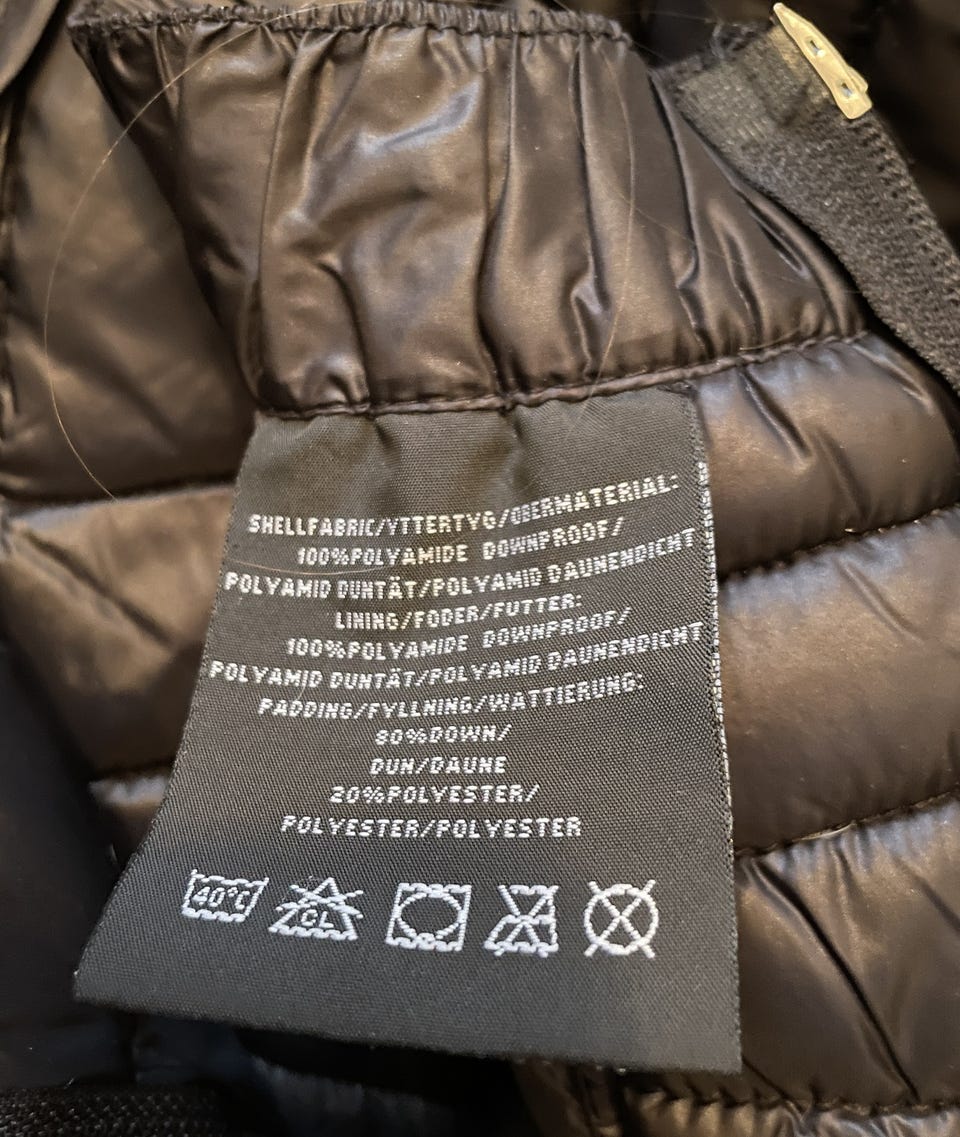 SHELLFABRIC/YTTERTYG/OBERMATERIAL:
100%POLYAMIDE DOWNPROOF/
POLYAMID DUNTÄT/POLYAMID DAUNENDICHT
LINING/FODER/FUTTER:
100%POLYAMIDE DOWNPROOF/
POLYAMID DUNTÄT/POLYAMID DAUNENDICHT
PADDING/FYLLNING/WATTIERUNG:
80%DOWN/
DUN/DAUNE
20%POLYESTER/
POLYESTER/POLYESTER
40°C CL